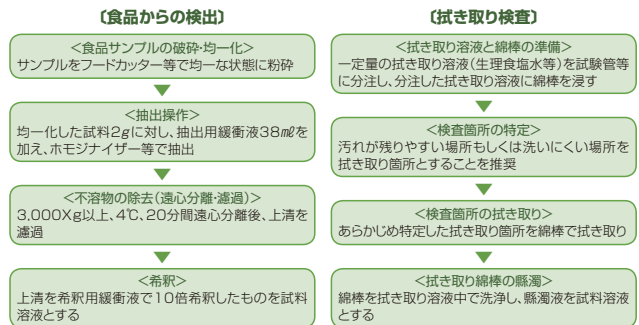 〔食品からの検出〕
<食品サンプルの破砕・均一化>
サンプルをフードカッター等で均一な状態に粉砕
<抽出操作>
均一化した試料2gに対し、抽出用緩衝液38㎖を
加え、ホモジナイザー等で抽出
<不溶物の除去(遠心分離・濾過)>
3,000Xg以上、4℃、20分間遠心分離後、上清を
濾過
<希釈>
上清を希釈用緩衝液で10倍希釈したものを試料
溶液とする
〔拭き取り検査〕
<拭き取り溶液と綿棒の準備>
一定量の拭き取り溶液(生理食塩水等)を試験管等
に分注し、分注した拭き取り溶液に綿棒を浸す
<検査箇所の特定>
汚れが残りやすい場所もしくは洗いにくい場所を
拭き取り箇所とすることを推奨
<検査箇所の拭き取り>
あらかじめ特定した拭き取り箇所を綿棒で拭き取り
<拭き取り綿棒の懸濁>
綿棒を拭き取り溶液中で洗浄し、懸濁液を試料溶液
とする